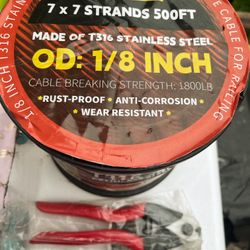 7 x 7 STRANDS 500FT
MADE OF T316 STAINLESS STEEL
OD: 1/8 INCH
CABLE BREAKING STRENGTH: 1800LB
*RUST-PROOF *ANTI-CORROSION
*WEAR RESISTANT*
1/8 INCH T316 STAIN
CABLE FOR RAILING